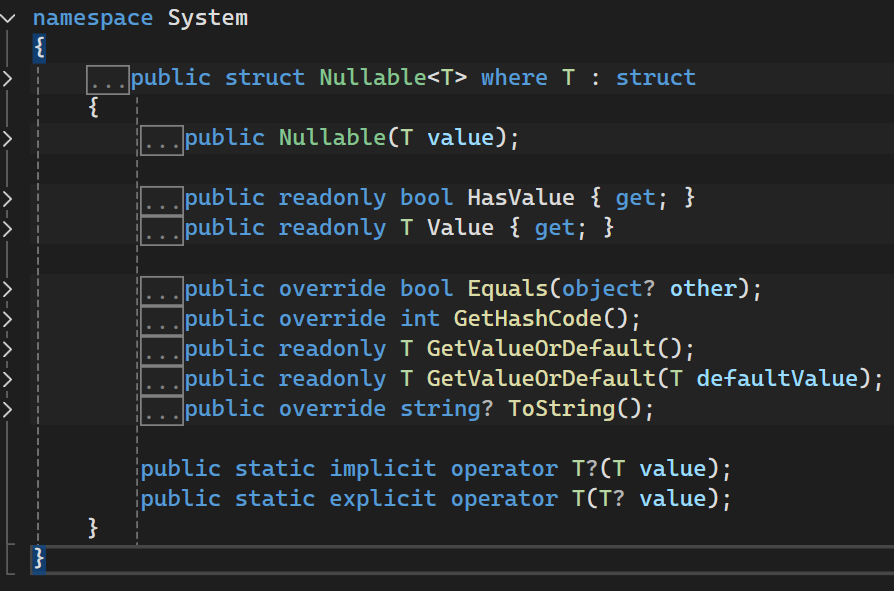 namespace System
{
...public struct Nullable<T> where T : struct
{
...public Nullable(T value);
...public readonly bool HasValue { get; }
...public readonly T Value { get; }
...public override bool Equals(object? other);
...public override int GetHashCode();
...public readonly T GetValueOrDefault();
...public readonly T GetValueOrDefault(T defaultValue);
...public override string? ToString();
public static implicit operator T?(T value);
public static explicit operator T(T? value);
}
}